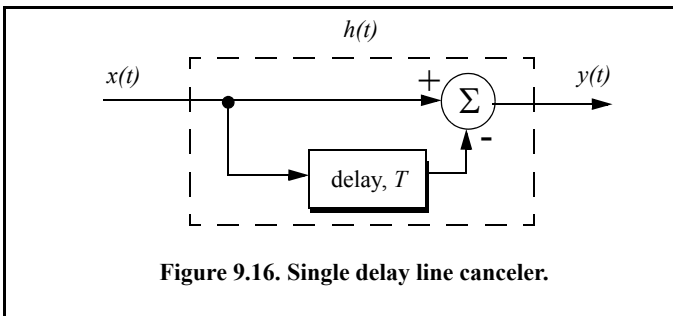 h(t)
x(t)
y(t)
+
Σ
-
delay, T
Figure 9.16. Single delay line canceler.